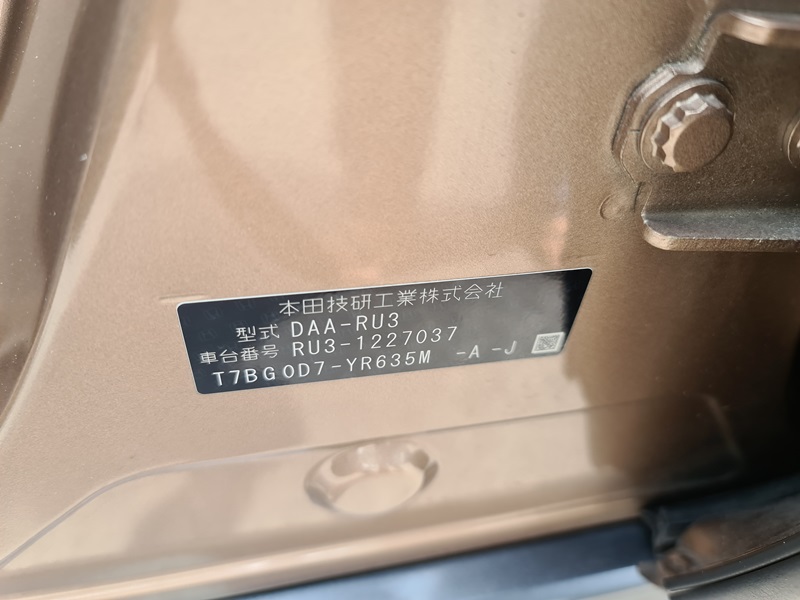 本田技研工業株式会社
型式 DAA-RU3
車台番号 RU3-1227037
T7BG0D7-YR635M -A -J